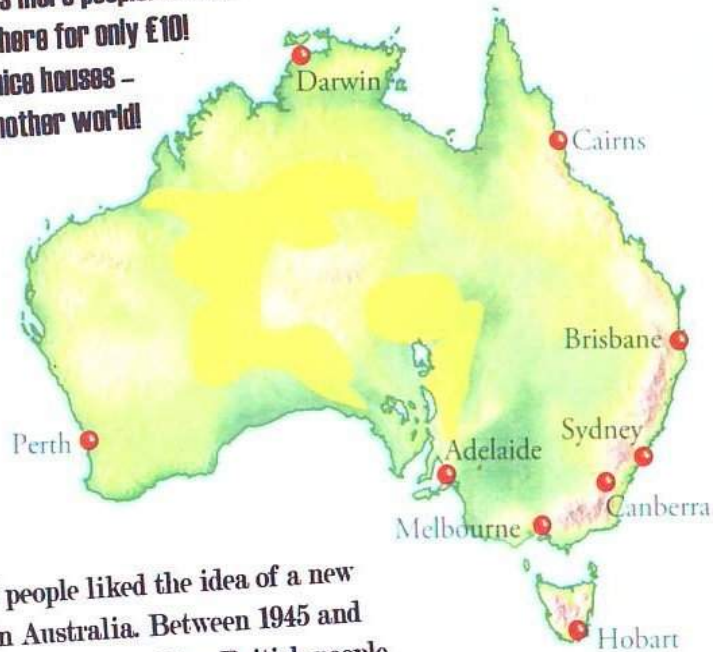 here for only £10!
nice houses –
nother world!
Darwin
Cairns
Brisbane
Perth
Sydney
Adelaide
Canberra
Melbourne
people liked the idea of a new
n Australia. Between 1945 and
Hobart